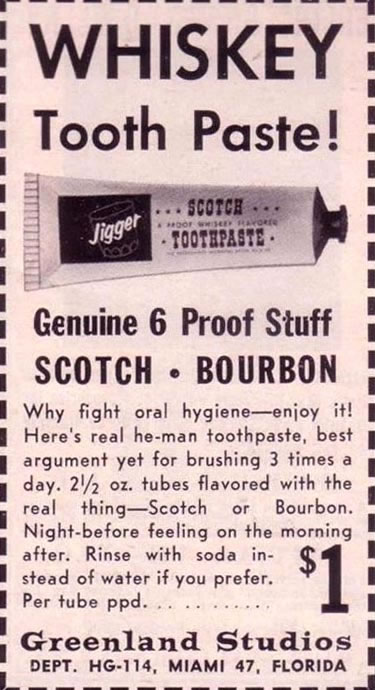 WHISKEY
Tooth Paste!
Jigger
••• SCOTCH •••
6 PROOF WHISKEY FLAVORED
• TOOTHPASTE •
Genuine 6 Proof Stuff
SCOTCH • BOURBON
Why fight oral hygiene—enjoy it!
Here's real he-man toothpaste, best
argument yet for brushing 3 times a
day. 2½ oz. tubes flavored with the
real thing—Scotch or Bourbon.
Night-before feeling on the morning
after. Rinse with soda in-
stead of water if you prefer.
Per tube ppd. . . . . . . . . . . .
$1
Greenland Studios
DEPT. HG-114, MIAMI 47, FLORIDA